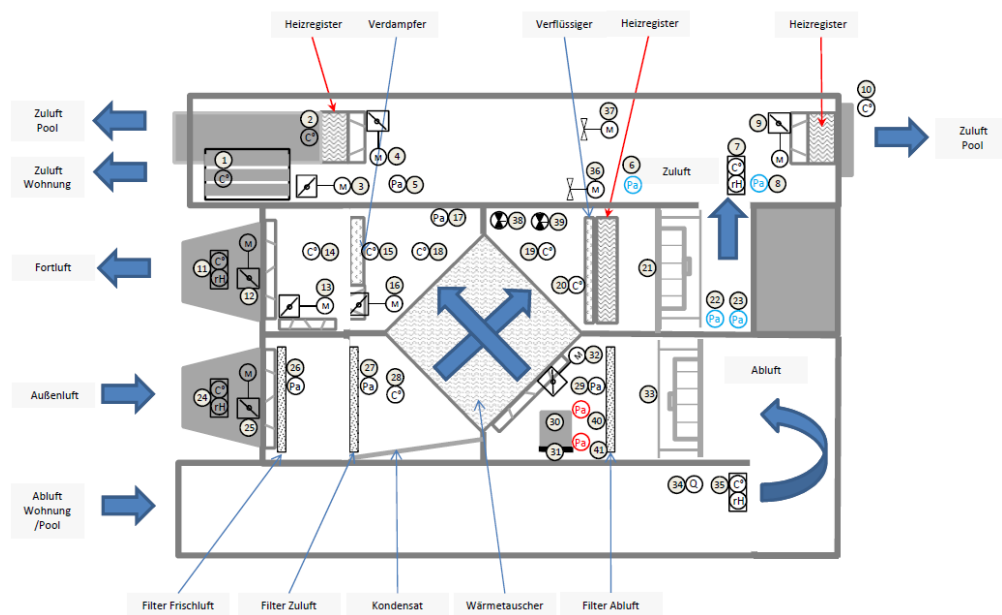 Heizregister
Verdampfer
Verflüssiger
Heizregister
Heizregister
Zuluft
Pool
Zuluft
Wohnung
Fortluft
Außenluft
Abluft
Wohnung
/Pool
2
C°
M
4
1
C°
M
3
Pa
5
37
M
36
M
6
Pa
Zuluft
7
C°
rH
Pa
8
9
M
10
C°
Zuluft
Pool
Pa
17
38
39
C°
14
C°
15
C°
18
19
C°
M
11
C°
rH
12
13
M
16
M
20
C°
21
22
Pa
23
Pa
M
24
C°
rH
25
26
Pa
27
Pa
28
C°
M
32
29
Pa
30
Pa
40
31
Pa
41
33
Abluft
34
Q
35
C°
rH
Filter Frischluft
Filter Zuluft
Kondensat
Wärmetauscher
Filter Abluft